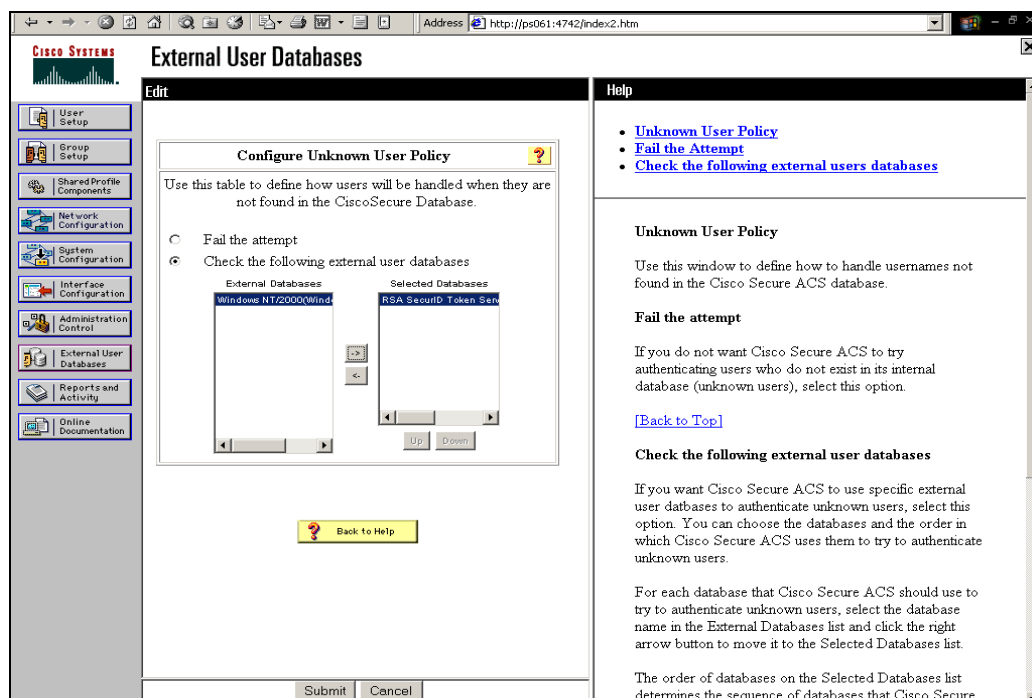 Address http://ps061:4742/index2.htm
CISCO SYSTEMS
External User Databases
Edit
User
Setup
Group
Setup
Shared Profile
Components
Network
Configuration
System
Configuration
Interface
Configuration
Administration
Control
External User
Databases
Reports and
Activity
Online
Documentation
Configure Unknown User Policy
?
Use this table to define how users will be handled when they are
not found in the CiscoSecure Database.
Fail the attempt
Check the following external user databases
External Databases
Selected Databases
Windows NT/2000(Wind
RSA SecurID Token Serv
->
<-
Up
Down
? Back to Help
Submit
Cancel
Help
• Unknown User Policy
• Fail the Attempt
• Check the following external users databases
Unknown User Policy
Use this window to define how to handle usernames not
found in the Cisco Secure ACS database.
Fail the attempt
If you do not want Cisco Secure ACS to try
authenticating users who do not exist in its internal
database (unknown users), select this option.
[Back to Top]
Check the following external user databases
If you want Cisco Secure ACS to use specific external
user datbases to authenticate unknown users, select this
option. You can choose the databases and the order in
which Cisco Secure ACS uses them to try to authenticate
unknown users.
For each database that Cisco Secure ACS should use to
try to authenticate unknown users, select the database
name in the External Databases list and click the right
arrow button to move it to the Selected Databases list.
The order of databases on the Selected Databases list
determines the sequence of databases that Cisco Secure